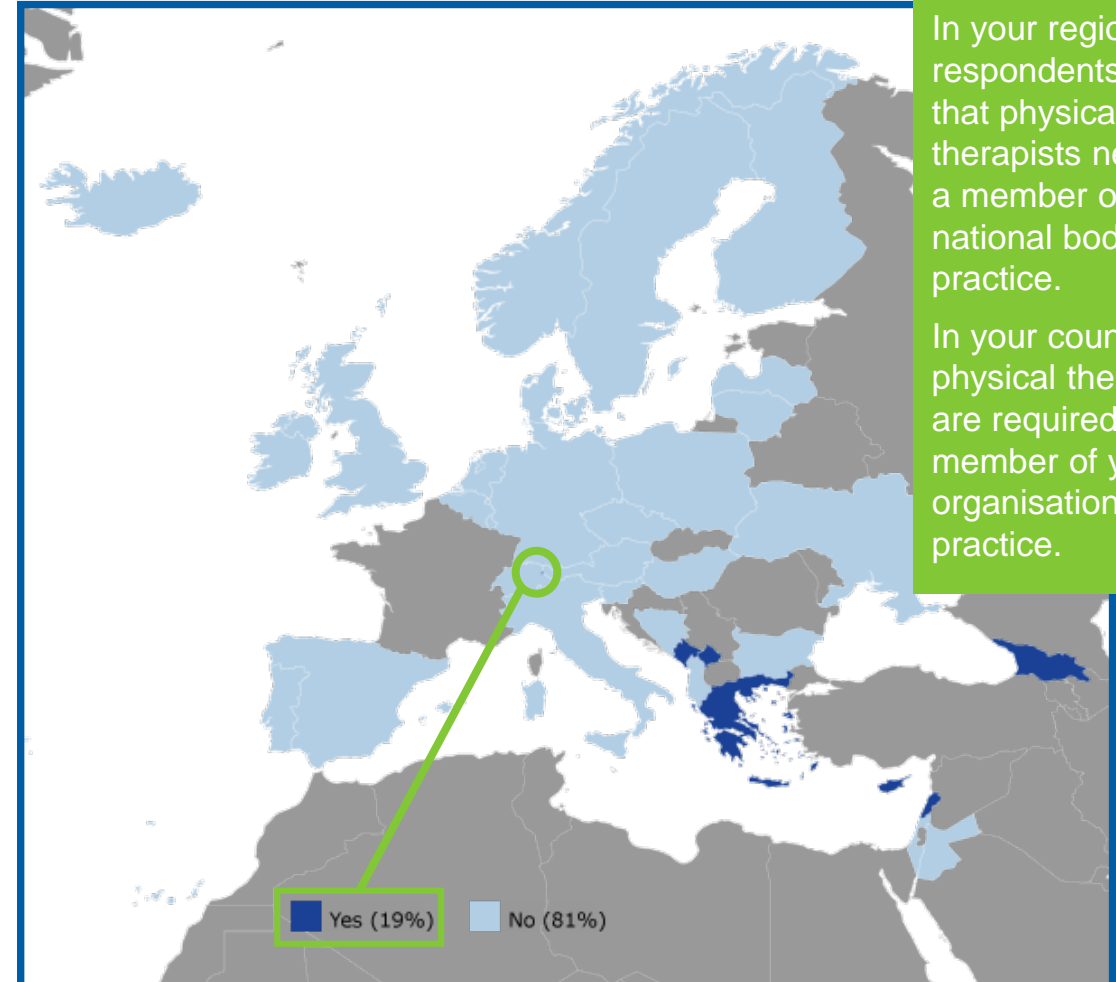 In your regio
respondents
that physica
therapists ne
a member o
national bod
practice.
In your coun
physical the
are required
member of y
organisation
practice.
Yes (19%)
No (81%)